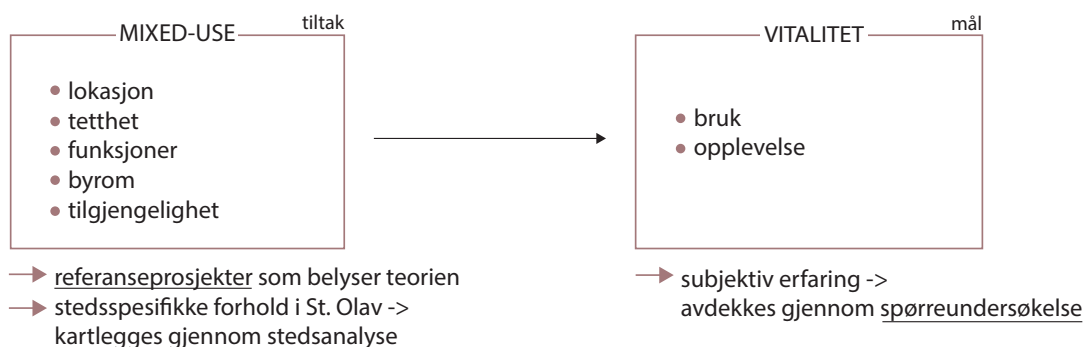 MIXED-USE
tiltak
lokasjon
tetthet
funksjoner
byrom
tilgjengelighet
referanseprosjekter som belyser teorien
stedsspesifikke forhold i St. Olav ->
kartlegges gjennom stedsanalyse
VITALITET
mål
bruk
opplevelse
subjektiv erfaring ->
avdekkes gjennom spørreundersøkelse